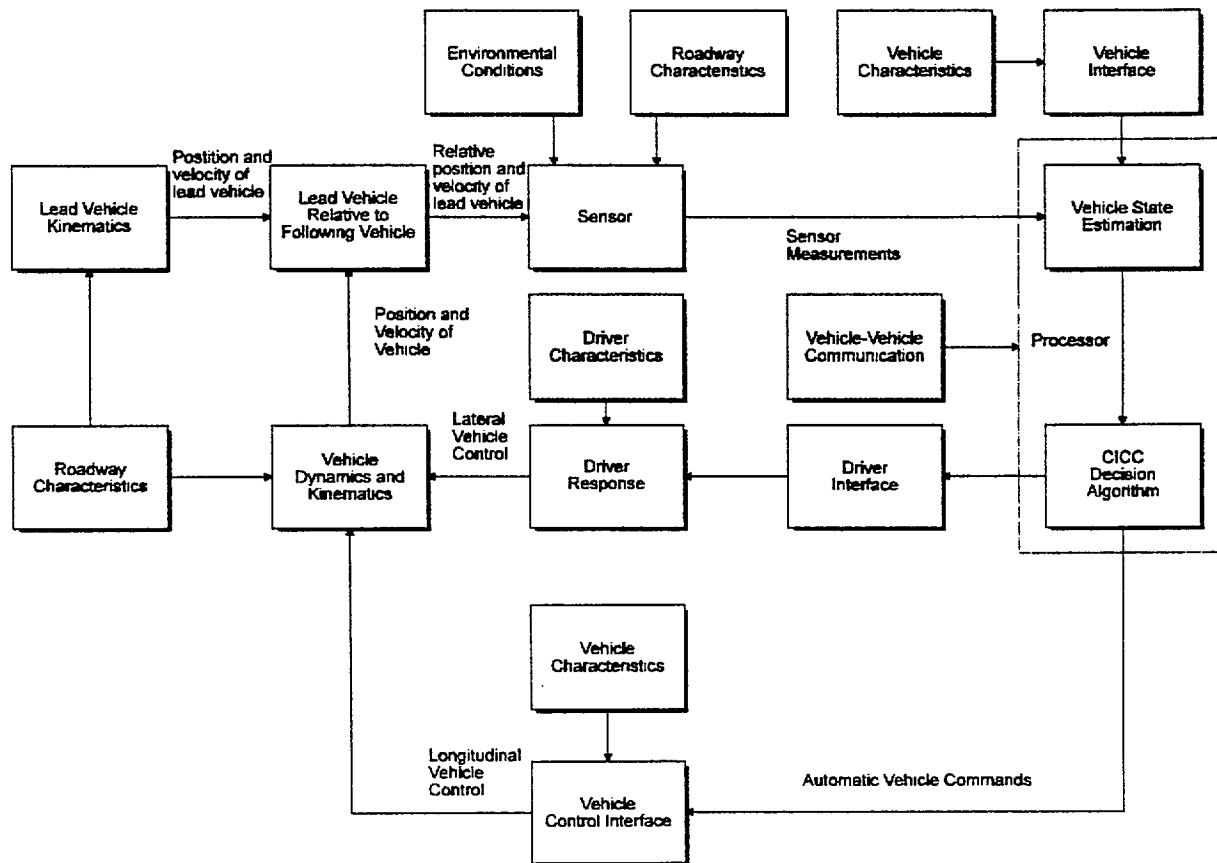 Environmental
Conditions
Roadway
Characteristics
Vehicle
Characteristics
Vehicle
Interface
Postition and
velocity of
lead vehicle
Relative
position and
velocity of
lead vehicle
Lead Vehicle
Kinematics
Lead Vehicle
Relative to
Following Vehicle
Sensor
Vehicle State
Estimation
Sensor
Measurements
Position and
Velocity of
Vehicle
Driver
Characteristics
Vehicle-Vehicle
Communication
Processor
Lateral
Vehicle
Control
Roadway
Characteristics
Vehicle
Dynamics and
Kinematics
Driver
Response
Driver
Interface
CICC
Decision
Algorithm
Vehicle
Characteristics
Longitudinal
Vehicle
Control
Automatic Vehicle Commands
Vehicle
Control Interface